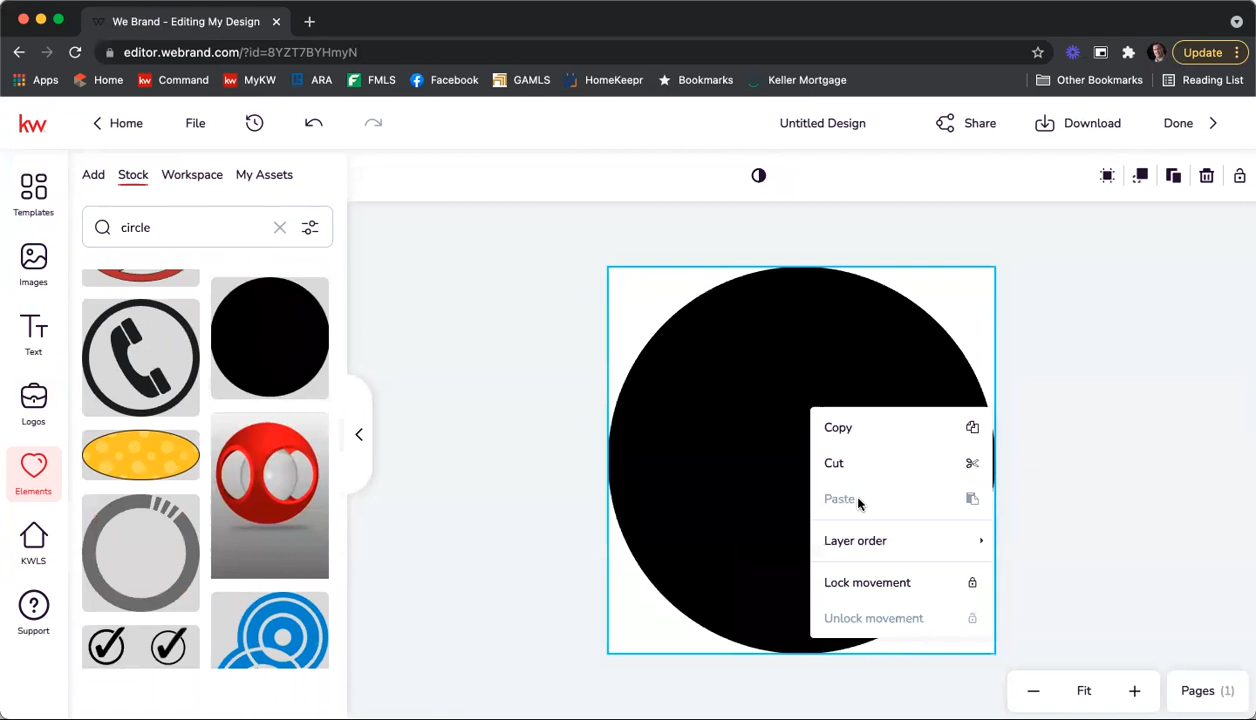 We Brand - Editing My Design
editor.webrand.com/?id=8YZT7BYHmyN
Update
Apps
Home
kw Command
kw MyKW
ARA
FMLS
Facebook
GAMLS
HomeKeepr
Bookmarks
Keller Mortgage
Other Bookmarks
Reading List
kw
Home
File
Untitled Design
Share
Download
Done
Add
Stock
Workspace
My Assets
circle
Templates
Images
Text
Logos
Elements
KWLS
Support
Copy
Cut
Paste
Layer order
Lock movement
Unlock movement
Fit
Pages (1)